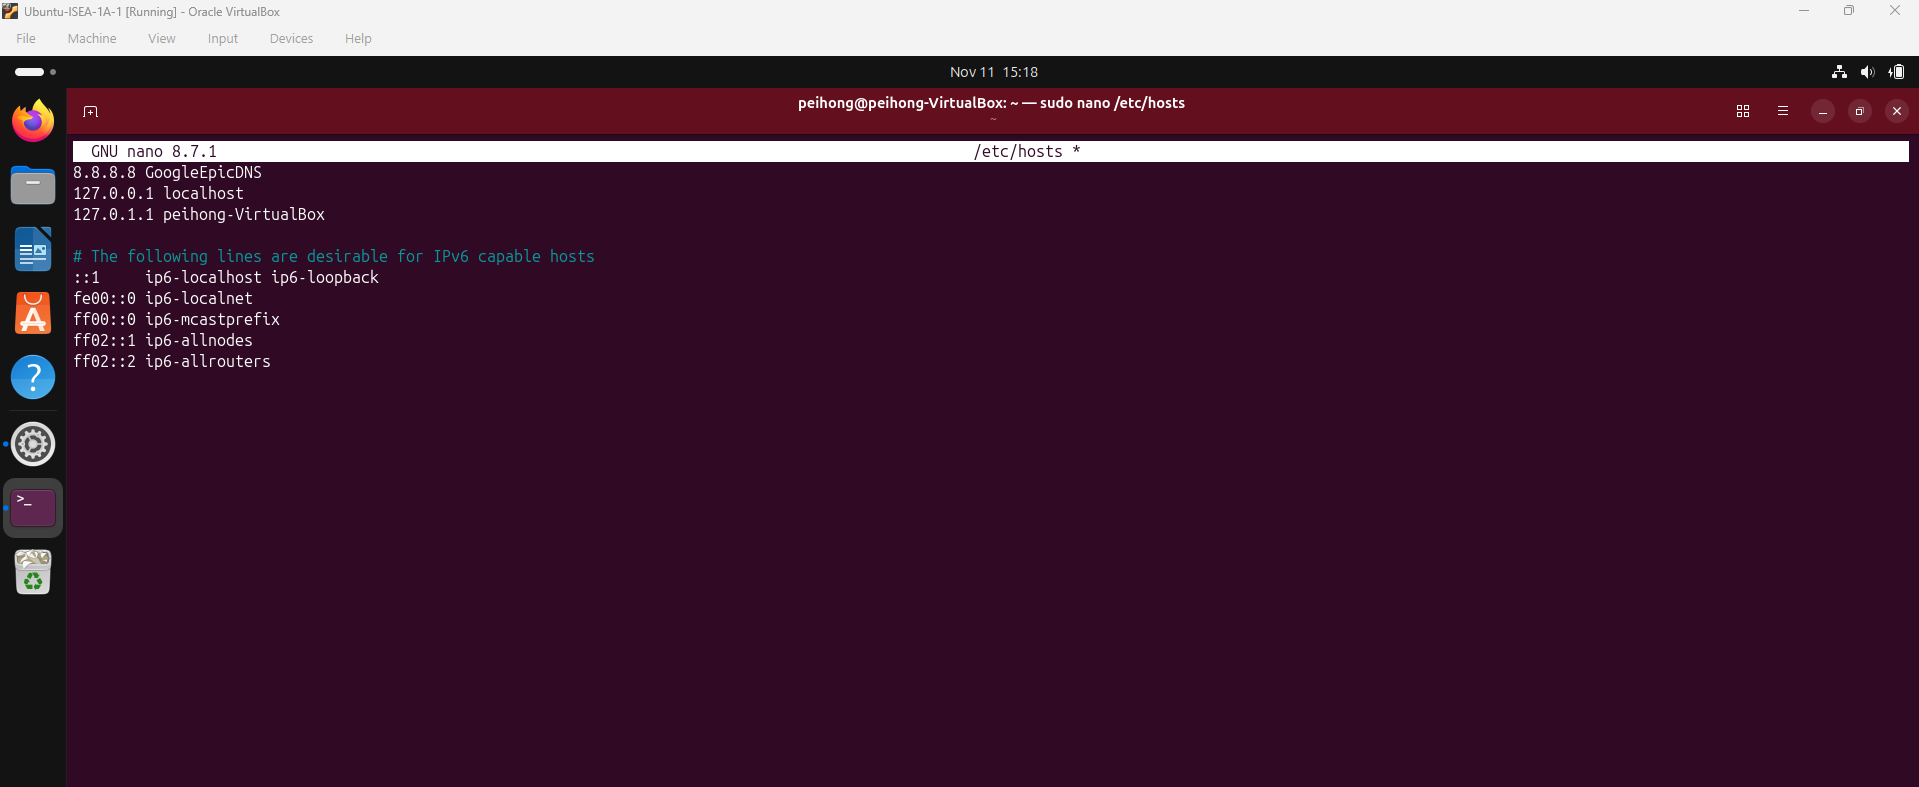 Ubuntu-ISEA-1A-1 [Running] - Oracle VirtualBox
File Machine View Input Devices Help
Nov 11 15:18
peihong@peihong-VirtualBox: ~ — sudo nano /etc/hosts
~
GNU nano 8.7.1 /etc/hosts *
8.8.8.8 GoogleEpicDNS
127.0.0.1 localhost
127.0.1.1 peihong-VirtualBox
# The following lines are desirable for IPv6 capable hosts
::1     ip6-localhost ip6-loopback
fe00::0 ip6-localnet
ff00::0 ip6-mcastprefix
ff02::1 ip6-allnodes
ff02::2 ip6-allrouters